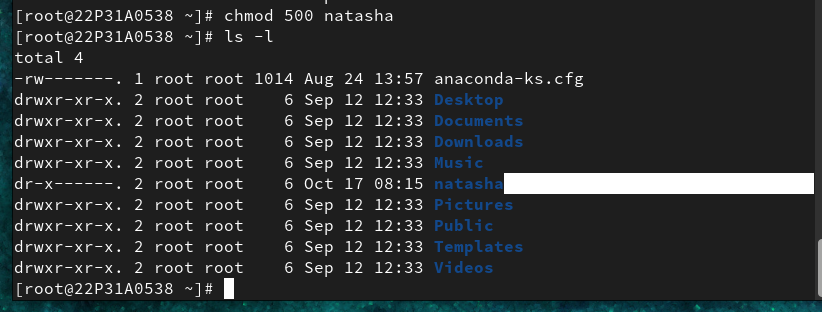 [root@22P31A0538 ~]# chmod 500 natasha
[root@22P31A0538 ~]# ls -l
total 4
-rw-------. 1 root root 1014 Aug 24 13:57 anaconda-ks.cfg
drwxr-xr-x. 2 root root    6 Sep 12 12:33 Desktop
drwxr-xr-x. 2 root root    6 Sep 12 12:33 Documents
drwxr-xr-x. 2 root root    6 Sep 12 12:33 Downloads
drwxr-xr-x. 2 root root    6 Sep 12 12:33 Music
dr-x------. 2 root root    6 Oct 17 08:15 natasha
drwxr-xr-x. 2 root root    6 Sep 12 12:33 Pictures
drwxr-xr-x. 2 root root    6 Sep 12 12:33 Public
drwxr-xr-x. 2 root root    6 Sep 12 12:33 Templates
drwxr-xr-x. 2 root root    6 Sep 12 12:33 Videos
[root@22P31A0538 ~]#